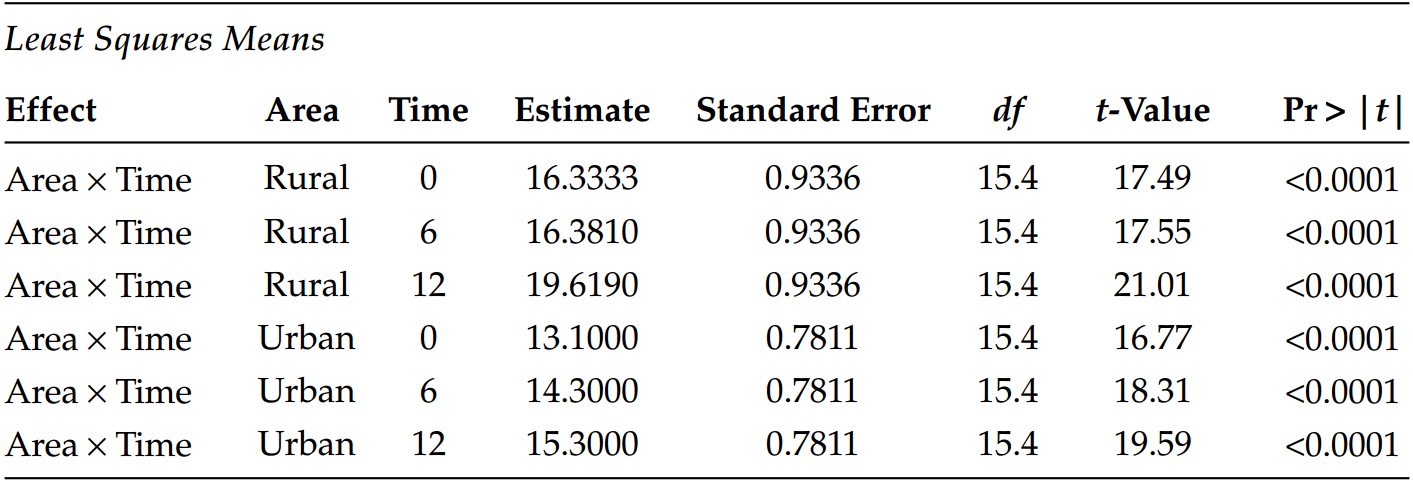 Least Squares Means
Effect Area Time Estimate Standard Error df t-Value Pr > |t|
Area × Time Rural 0 16.3333 0.9336 15.4 17.49 <0.0001
Area × Time Rural 6 16.3810 0.9336 15.4 17.55 <0.0001
Area × Time Rural 12 19.6190 0.9336 15.4 21.01 <0.0001
Area × Time Urban 0 13.1000 0.7811 15.4 16.77 <0.0001
Area × Time Urban 6 14.3000 0.7811 15.4 18.31 <0.0001
Area × Time Urban 12 15.3000 0.7811 15.4 19.59 <0.0001